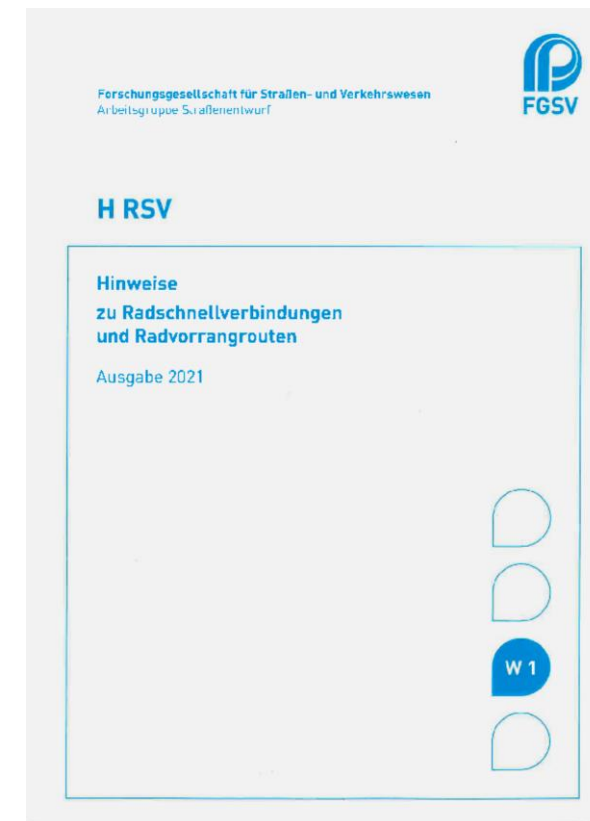 FGSV
Forschungsgesellschaft für Straßen- und Verkehrswesen
Arbeitsgruppe Straßenentwurf
H RSV
Hinweise
zu Radschnellverbindungen
und Radvorrangrouten
Ausgabe 2021
W 1